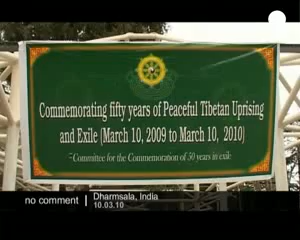 Commemorating fifty years of Peaceful Tibetan Uprising
and Exile (March 10, 2009 to March 10, 2010)
~Committee for the Commemoration of 50 years in exile
no comment
Dharmsala, India
10.03.10